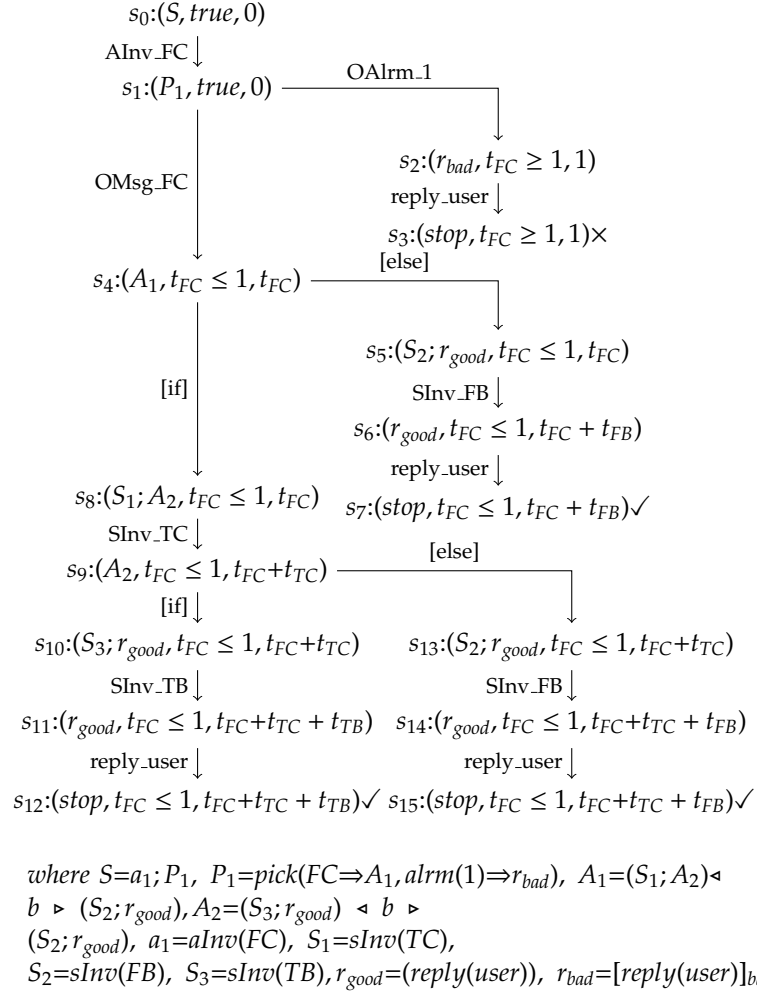 s0:(S, true, 0)
AInv_FC
s1:(P1, true, 0)
OAlrm_1
OMsg_FC
s2:(rbad, tFC ≥ 1, 1)
reply_user
s3:(stop, tFC ≥ 1, 1)×
s4:(A1, tFC ≤ 1, tFC)
[else]
[if]
s5:(S2; rgood, tFC ≤ 1, tFC)
SInv_FB
s6:(rgood, tFC ≤ 1, tFC + tFB)
reply_user
s7:(stop, tFC ≤ 1, tFC + tFB)✓
s8:(S1; A2, tFC ≤ 1, tFC)
SInv_TC
s9:(A2, tFC ≤ 1, tFC+tTC)
[else]
[if]
s10:(S3; rgood, tFC ≤ 1, tFC+tTC) s13:(S2; rgood, tFC ≤ 1, tFC+tTC)
SInv_TB SInv_FB
s11:(rgood, tFC ≤ 1, tFC+tTC + tTB) s14:(rgood, tFC ≤ 1, tFC+tTC + tFB)
reply_user reply_user
s12:(stop, tFC ≤ 1, tFC+tTC + tTB)✓ s15:(stop, tFC ≤ 1, tFC+tTC + tFB)✓
where S=a1; P1, P1=pick(FC⇒A1, alrm(1)⇒rbad), A1=(S1; A2)◂
b ▹ (S2; rgood), A2=(S3; rgood) ◂ b ▹
(S2; rgood), a1=aInv(FC), S1=sInv(TC),
S2=sInv(FB), S3=sInv(TB), rgood=(reply(user)), rbad=[reply(user)]